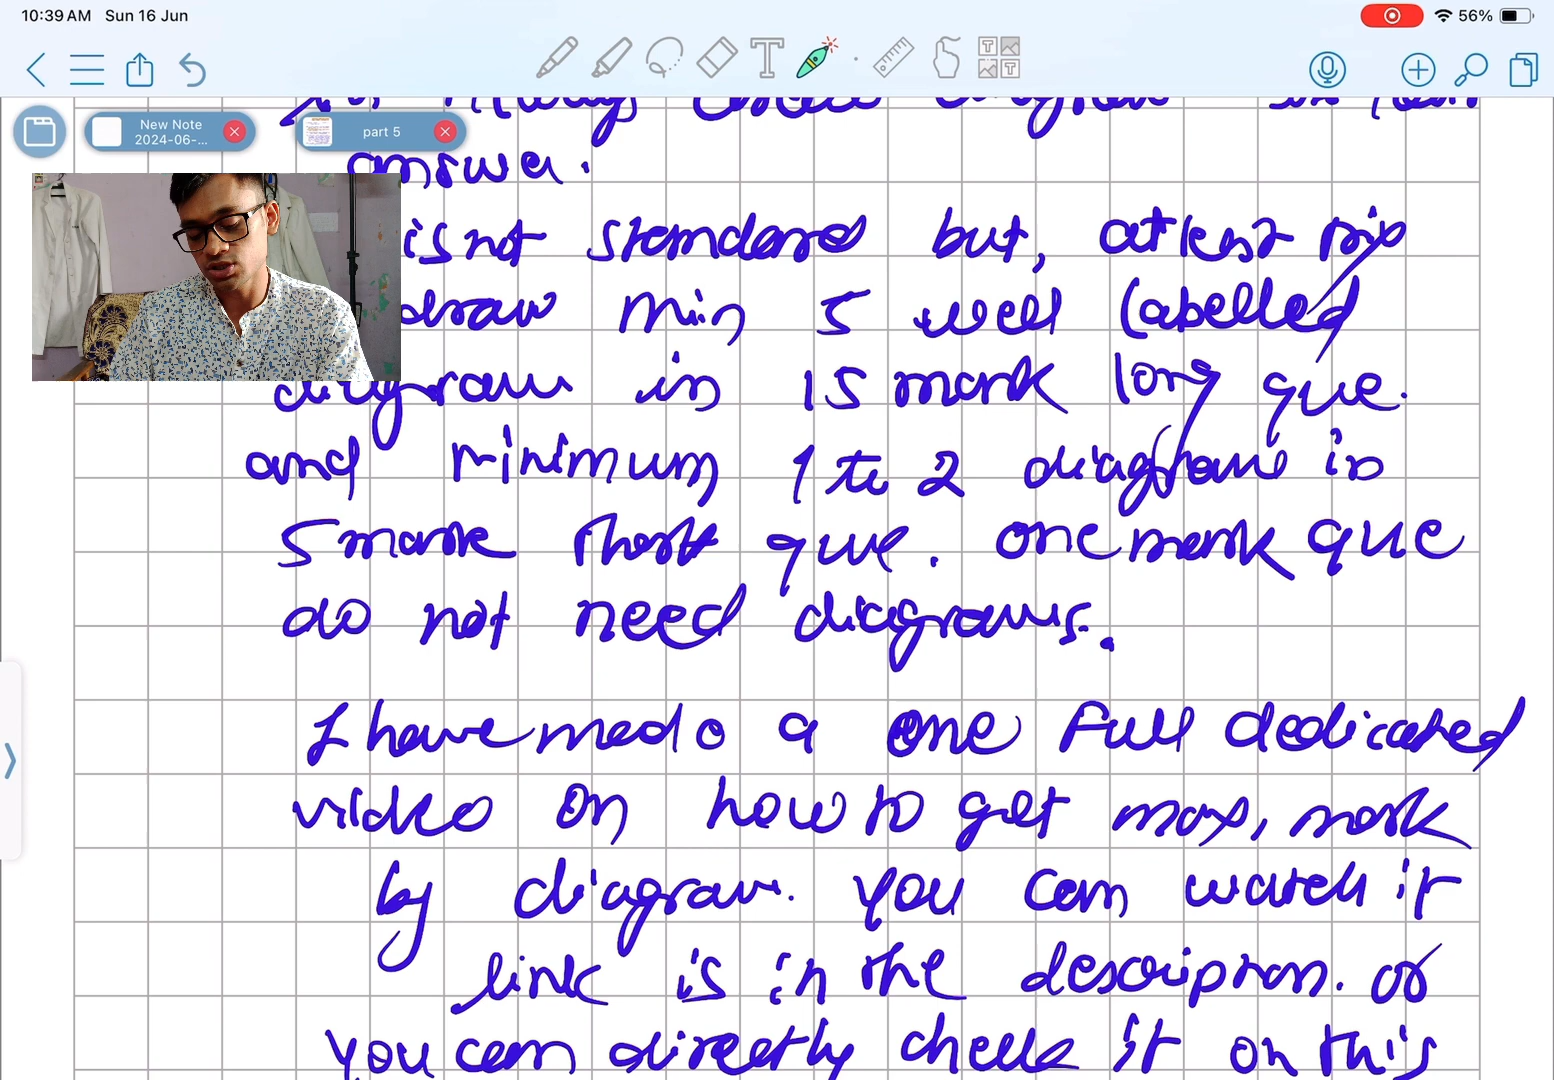 10:39 AM Sun 16 Jun
56%
New Note
2024-06-...
part 5
answer.
is not standard but, atleast
draw min 5 well labelled
diagram in 15 mark long que.
and minimum 1 to 2 diagrams in
5 mark short que. one mark que
do not need diagrams.
I have mado a one full dedicated
video on how to get max, mark
by diagram. you can watch it
link is in the description. or
you can directly check it on this